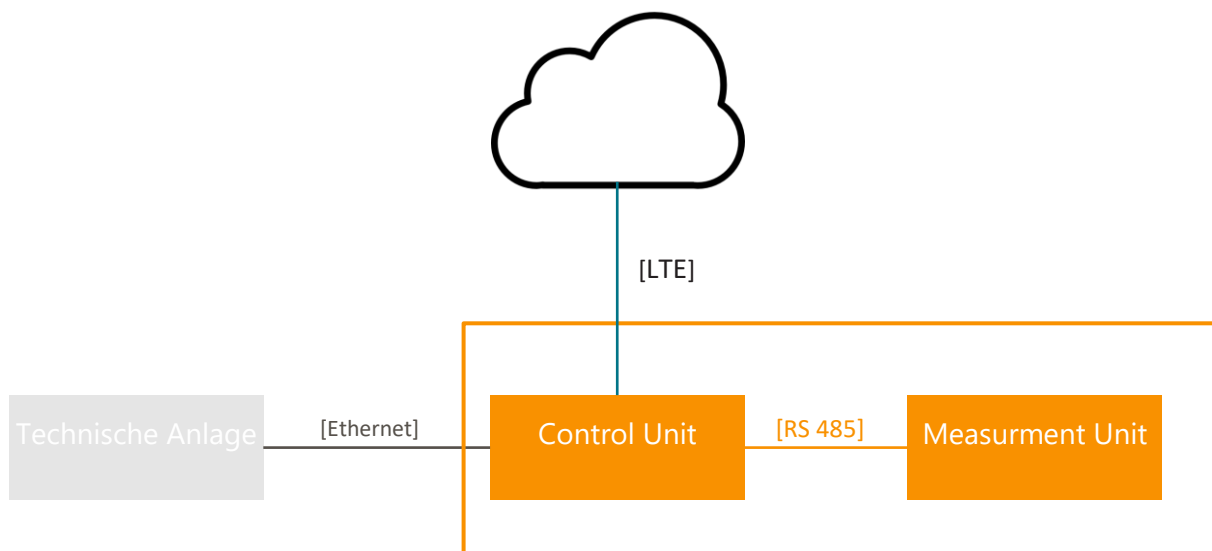 [LTE]
Technische Anlage
[Ethernet]
Control Unit
[RS 485]
Measurment Unit